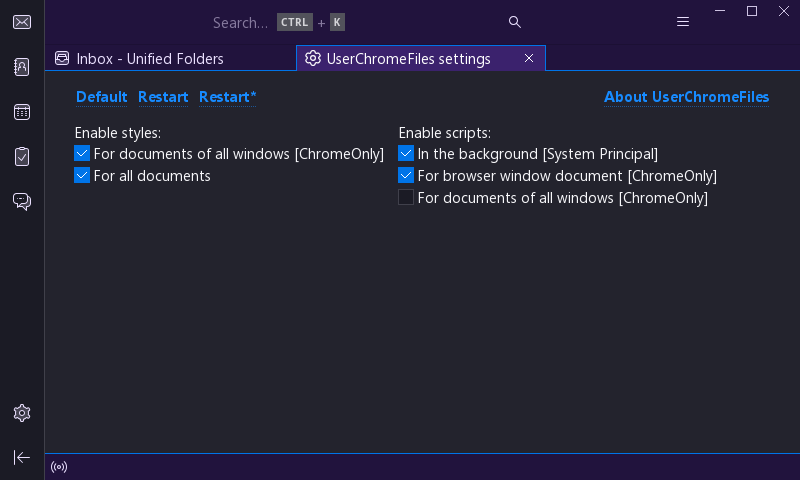 Search... CTRL + K
Inbox - Unified Folders
UserChromeFiles settings
Default Restart Restart* About UserChromeFiles
Enable styles:
For documents of all windows [ChromeOnly]
For all documents
Enable scripts:
In the background [System Principal]
For browser window document [ChromeOnly]
For documents of all windows [ChromeOnly]